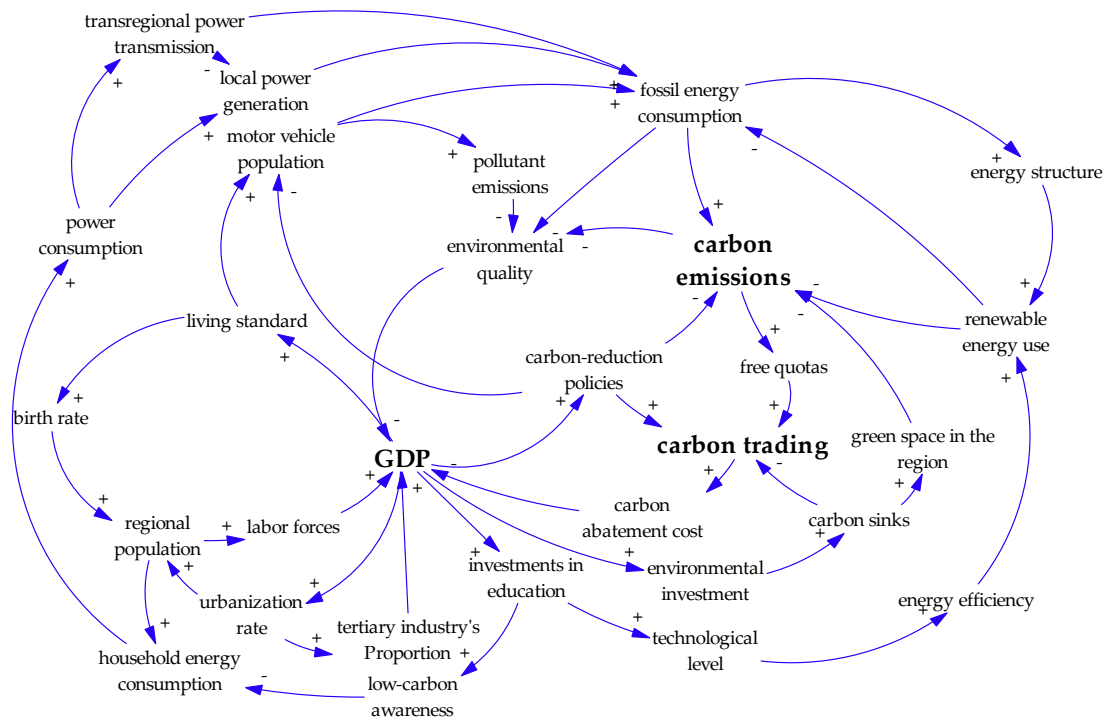 transregional power
transmission
local power
generation
motor vehicle
population
fossil energy
consumption
pollutant
emissions
energy structure
power
consumption
environmental
quality
carbon
emissions
living standard
renewable
energy use
carbon-reduction
policies
free quotas
birth rate
GDP
carbon trading
green space in the
region
carbon
abatement cost
carbon sinks
regional
population
labor forces
investments in
education
environmental
investment
energy efficiency
urbanization
rate
tertiary industry's
Proportion
technological
level
household energy
consumption
low-carbon
awareness